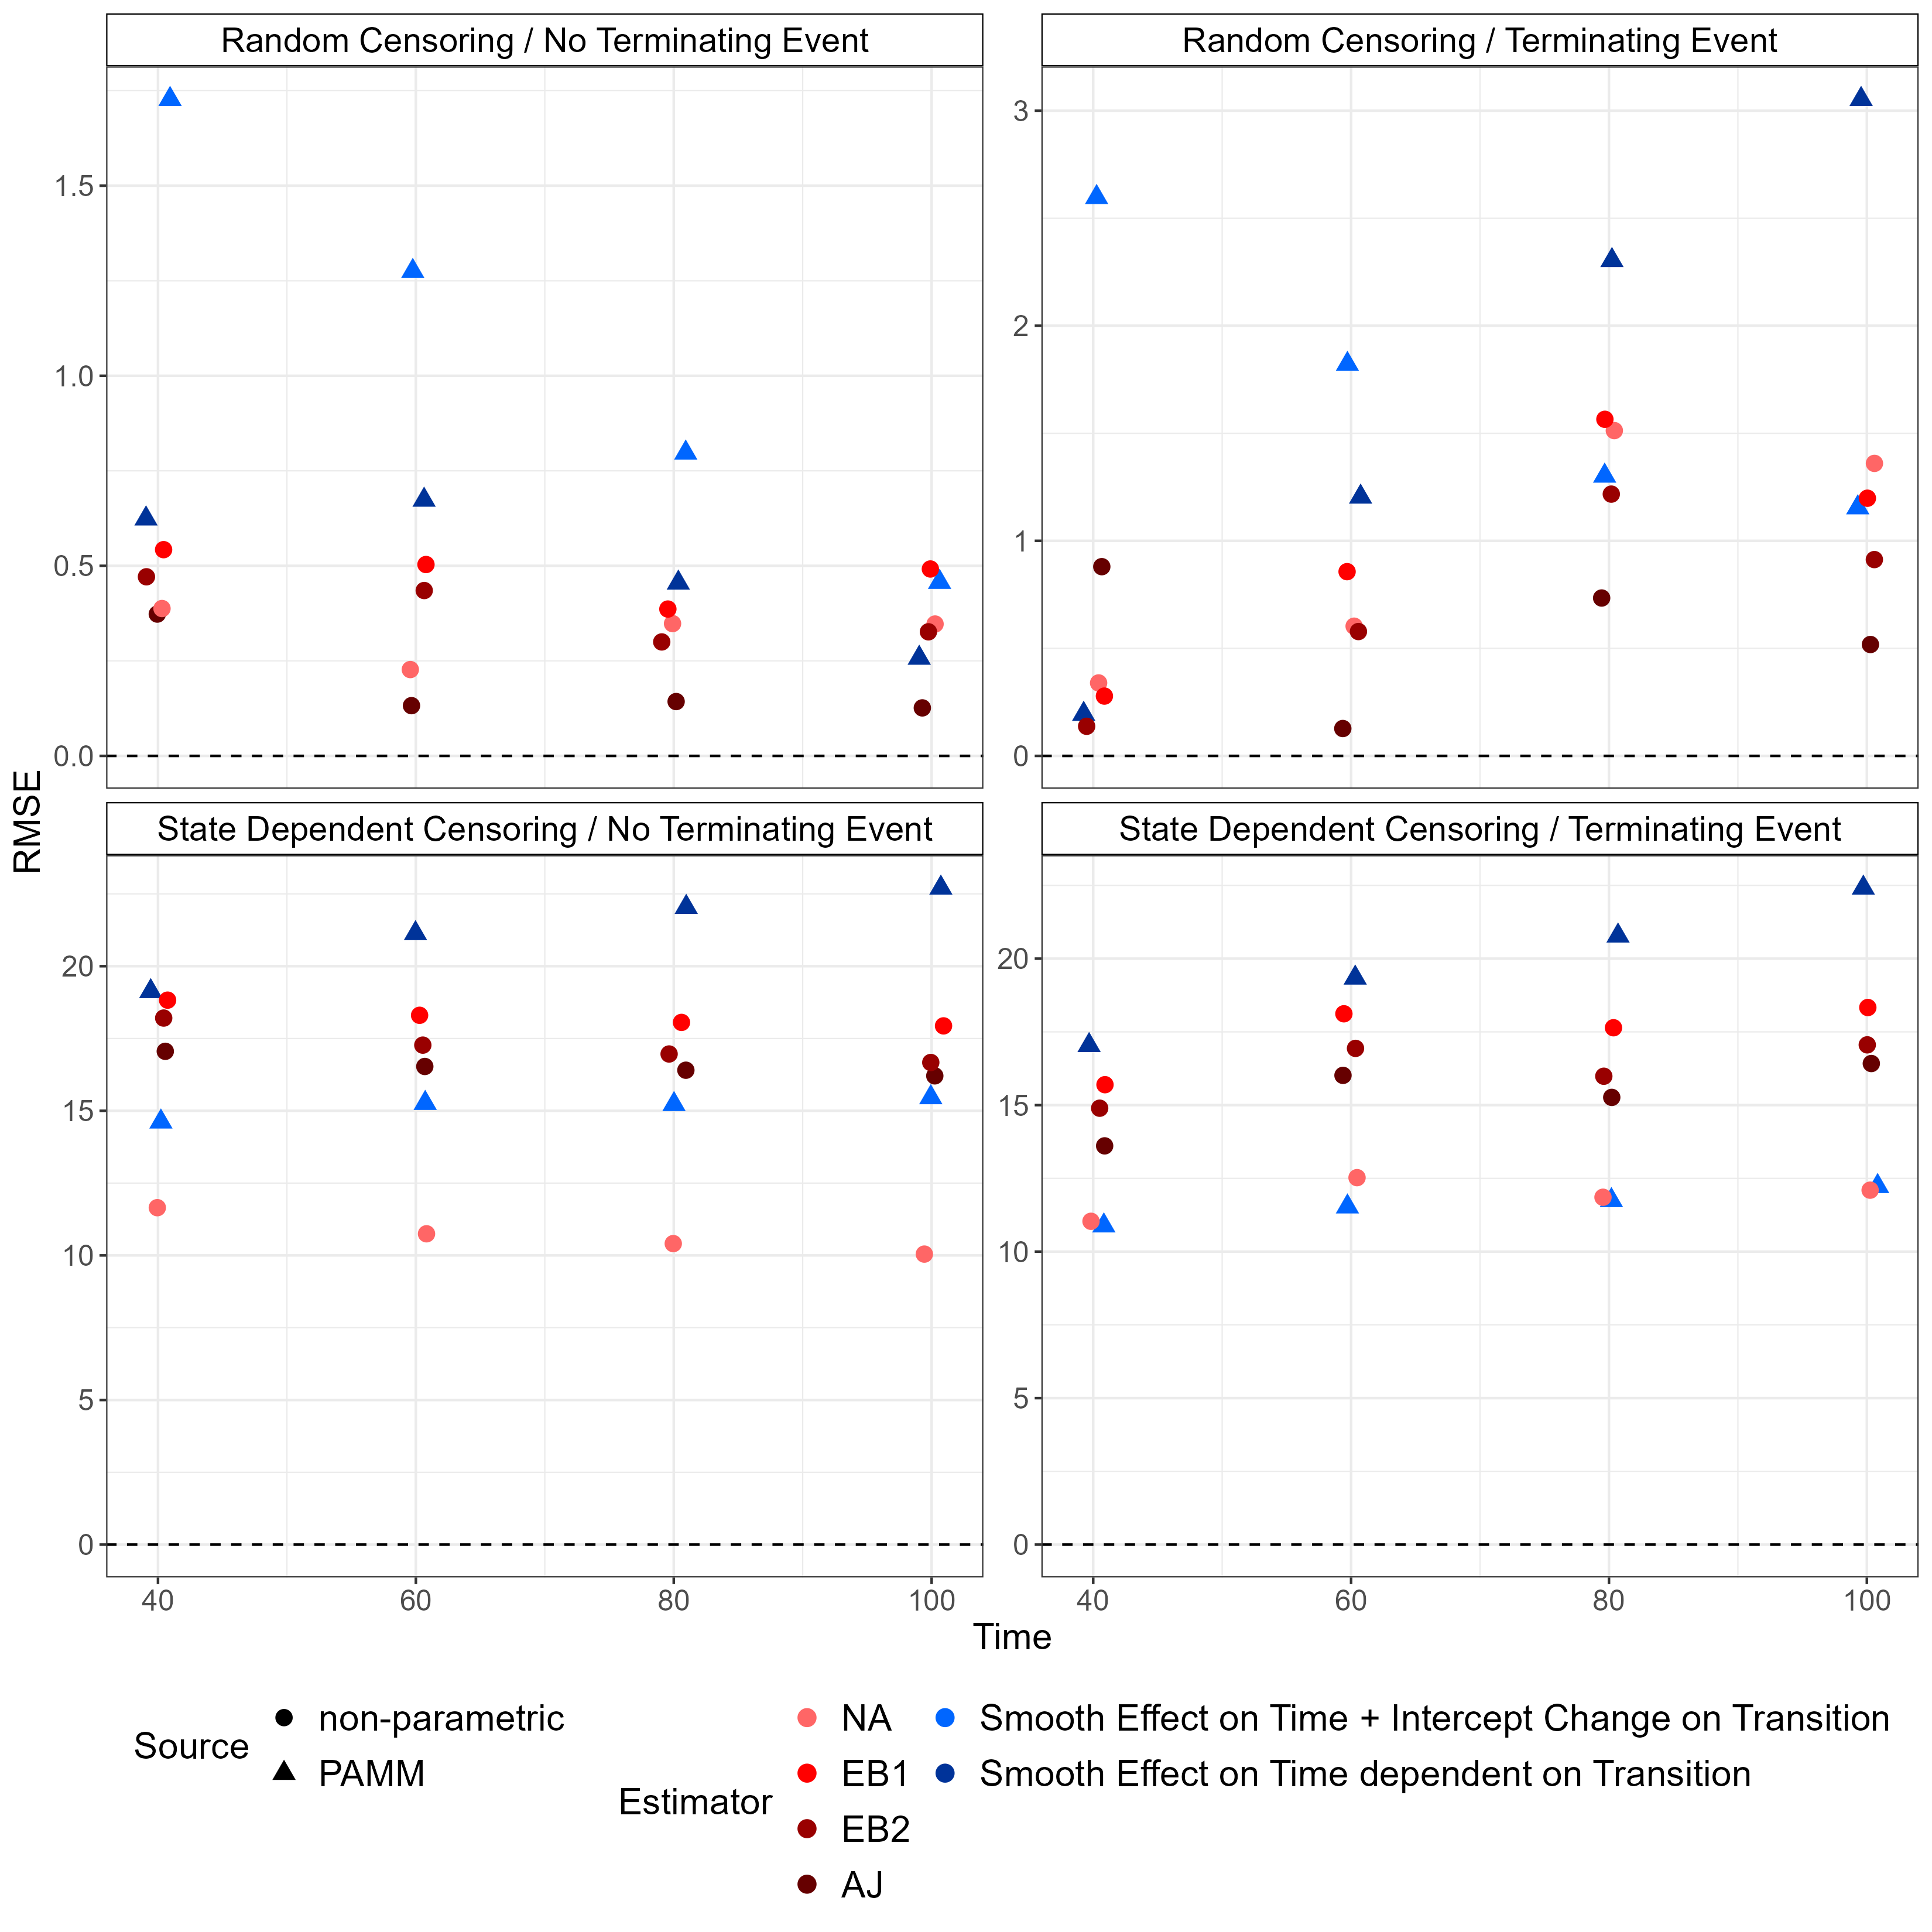 Random Censoring / No Terminating Event
Random Censoring / Terminating Event
1.5
1.0
0.5
0.0
3
2
1
0
RMSE
State Dependent Censoring / No Terminating Event
State Dependent Censoring / Terminating Event
20
15
10
5
0
20
15
10
5
0
40 60 80 100
40 60 80 100
Time
Source
non-parametric
PAMM
Estimator
NA
EB1
EB2
AJ
Smooth Effect on Time + Intercept Change on Transition
Smooth Effect on Time dependent on Transition